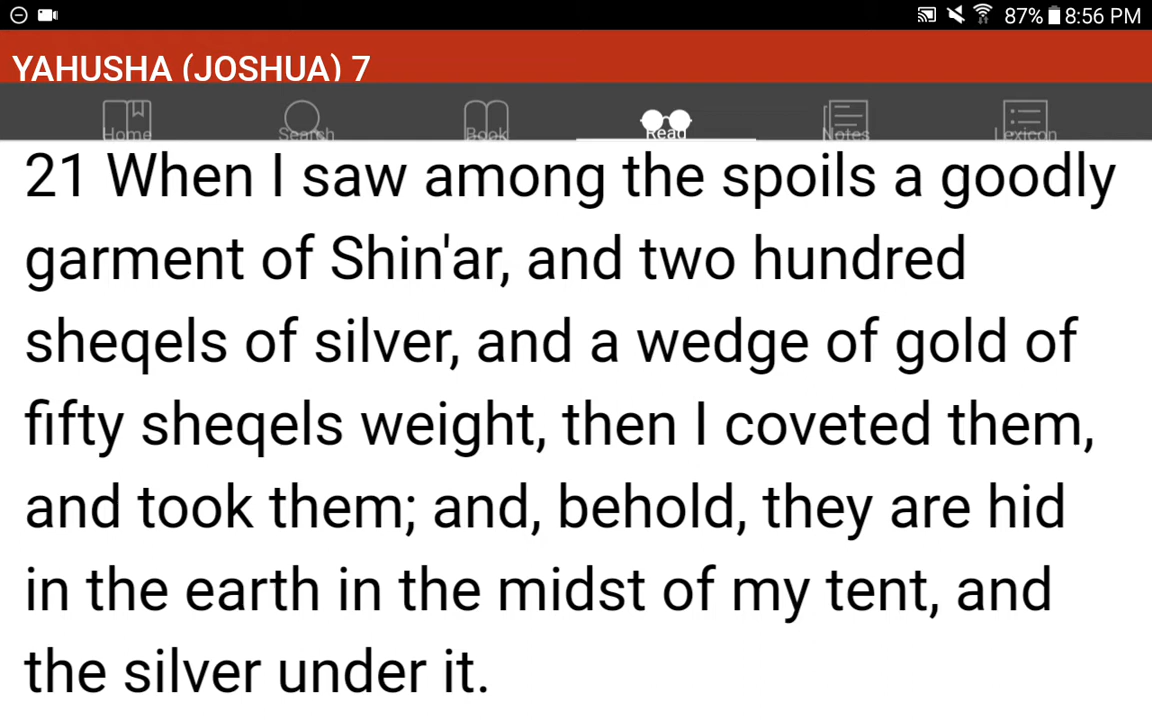 87% 8:56 PM
YAHUSHA (JOSHUA) 7
Home Search Book Read Notes Lexicon
21 When I saw among the spoils a goodly
garment of Shin'ar, and two hundred
sheqels of silver, and a wedge of gold of
fifty sheqels weight, then I coveted them,
and took them; and, behold, they are hid
in the earth in the midst of my tent, and
the silver under it.